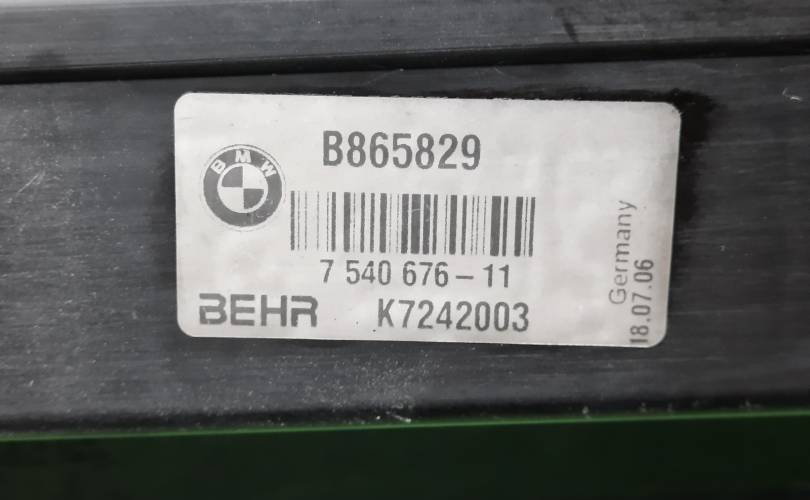 B865829
BMW
7 540 676-11
BEHR K7242003
Germany
18.07.06